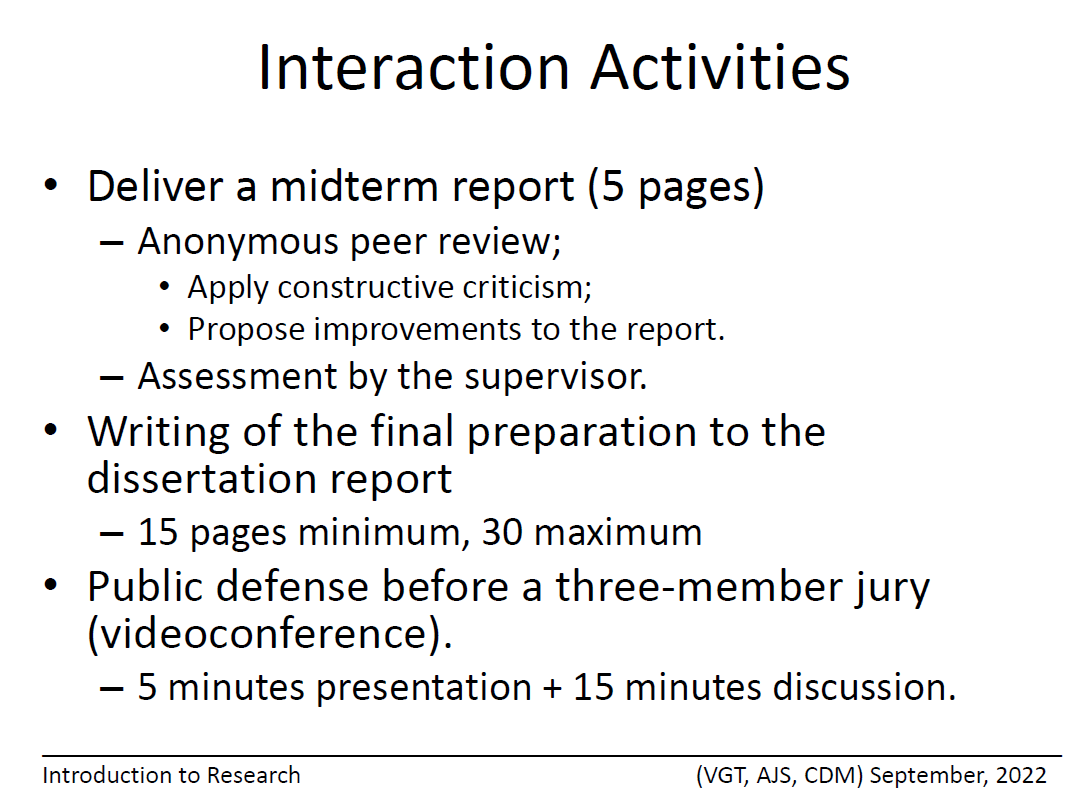 Interaction Activities
• Deliver a midterm report (5 pages)
– Anonymous peer review;
• Apply constructive criticism;
• Propose improvements to the report.
– Assessment by the supervisor.
• Writing of the final preparation to the
dissertation report
– 15 pages minimum, 30 maximum
• Public defense before a three-member jury
(videoconference).
– 5 minutes presentation + 15 minutes discussion.
Introduction to Research (VGT, AJS, CDM) September, 2022